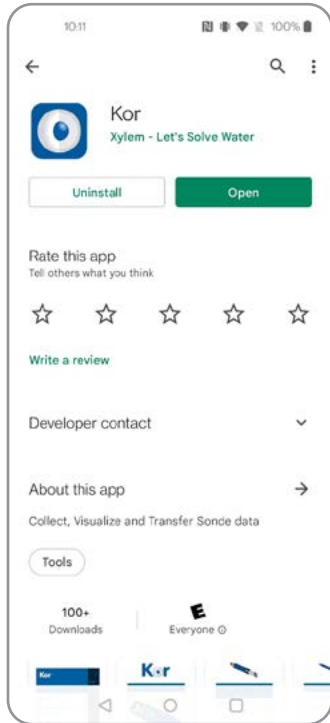 10:11
100%
Kor
Xylem - Let's Solve Water
Uninstall
Open
Rate this app
Tell others what you think
Write a review
Developer contact
About this app
Collect, Visualize and Transfer Sonde data
Tools
100+
Downloads
E
Everyone
Kor
Kor